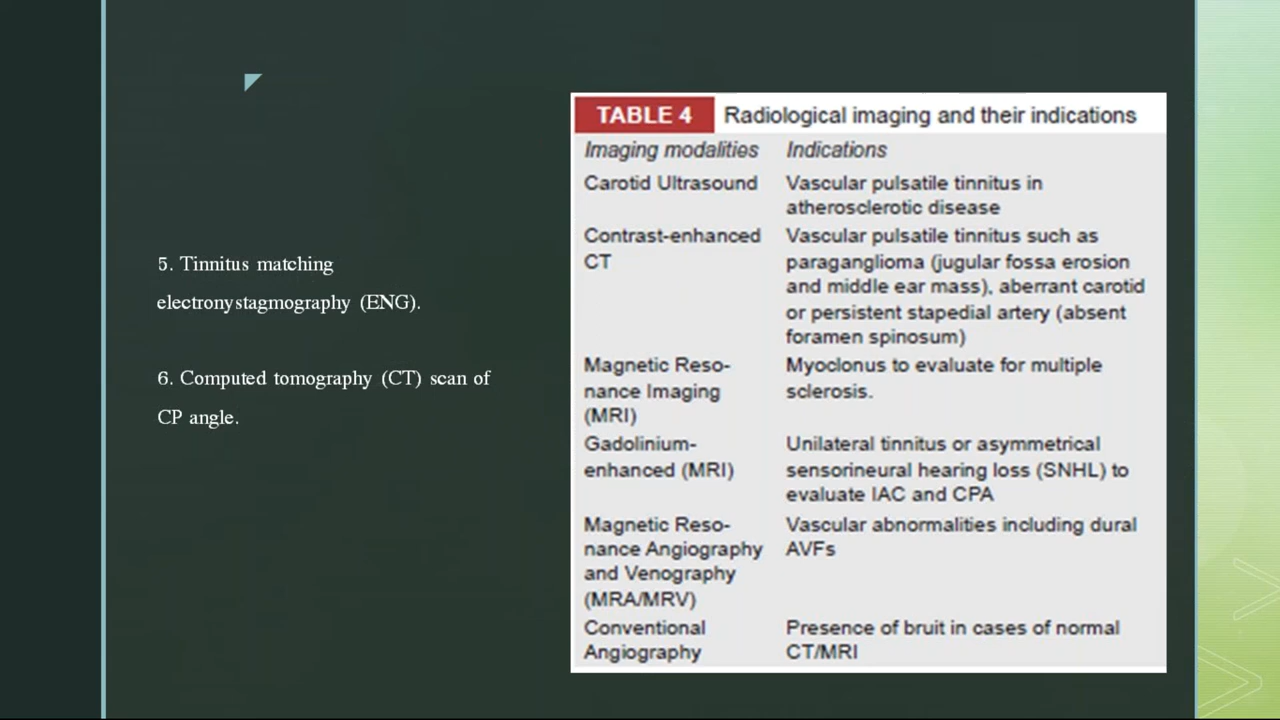 5. Tinnitus matching
electronystagmography (ENG).
6. Computed tomography (CT) scan of
CP angle.
TABLE 4 Radiological imaging and their indications
Imaging modalities Indications
Carotid Ultrasound Vascular pulsatile tinnitus in
atherosclerotic disease
Contrast-enhanced Vascular pulsatile tinnitus such as
CT paraganglioma (jugular fossa erosion
and middle ear mass), aberrant carotid
or persistent stapedial artery (absent
foramen spinosum)
Magnetic Reso- Myoclonus to evaluate for multiple
nance Imaging sclerosis.
(MRI)
Gadolinium- Unilateral tinnitus or asymmetrical
enhanced (MRI) sensorineural hearing loss (SNHL) to
evaluate IAC and CPA
Magnetic Reso- Vascular abnormalities including dural
nance Angiography AVFs
and Venography
(MRA/MRV)
Conventional Presence of bruit in cases of normal
Angiography CT/MRI